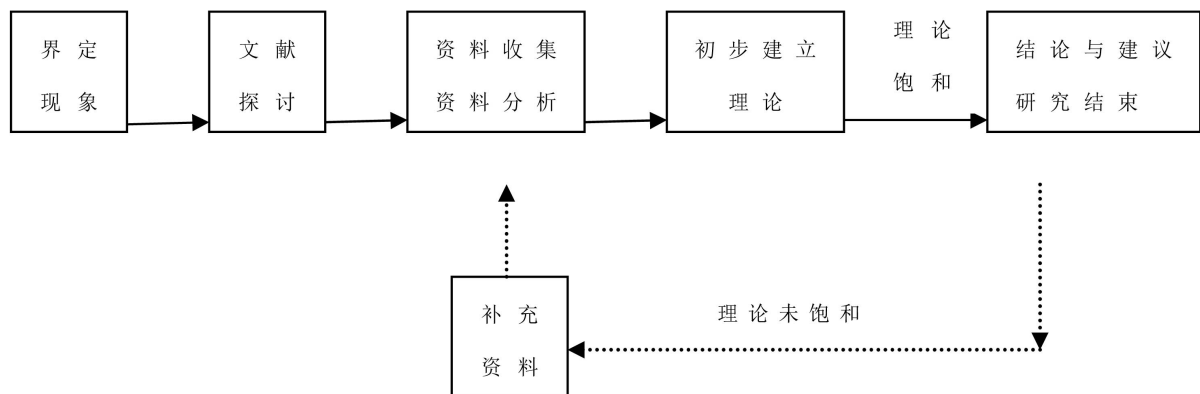 界定
现象
文献
探讨
资料收集
资料分析
初步建立
理论
理论
饱和
结论与建议
研究结束
补充
资料
理论未饱和